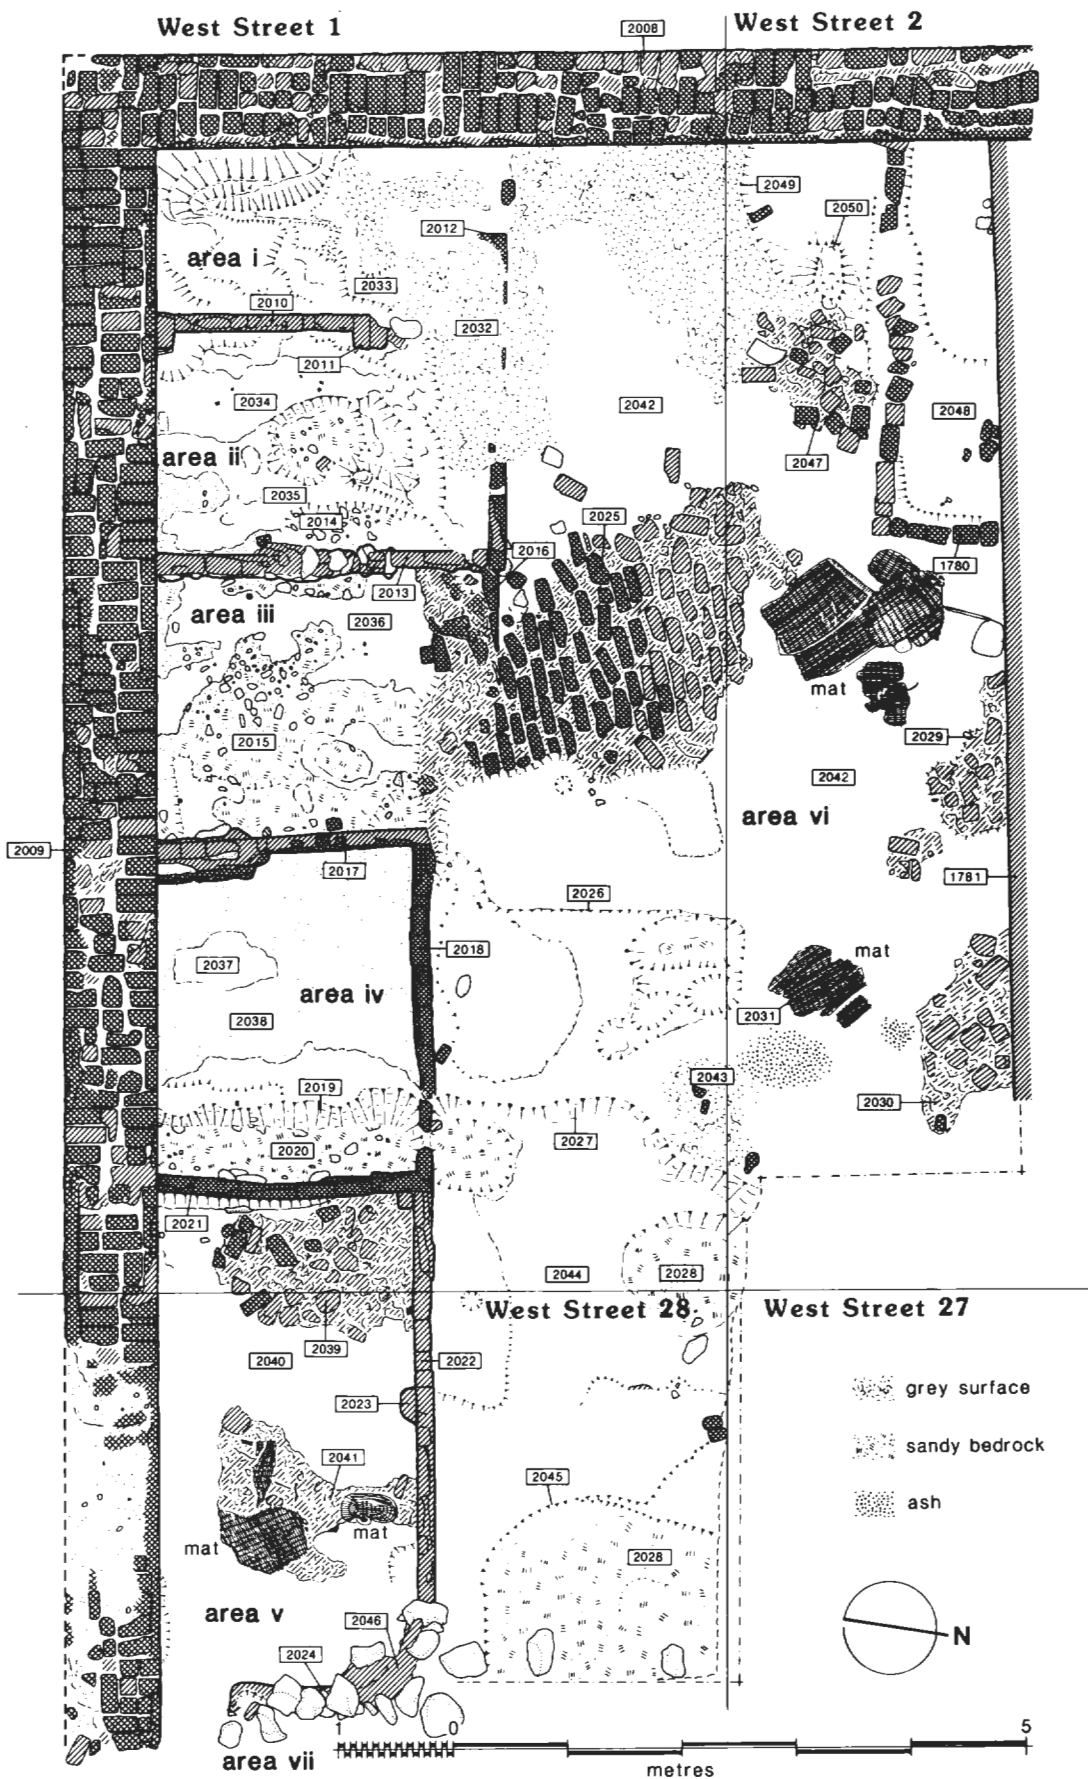 West Street 1
2008
West Street 2
2049
2050
2012
area i
2033
2010
2032
2011
2034
2042
2048
area ii
2047
2035
2025
2014
2016
1780
2013
area iii
2036
mat
2015
2029
2042
area vi
2009
2017
1781
2026
2018
mat
2037
area iv
2031
2038
2043
2019
2030
2027
2020
2021
2044
2028
West Street 28
West Street 27
2039
2040
2022
grey surface
2023
sandy bedrock
2041
2045
ash
mat
mat
2028
area v
2046
N
2024
1
0
5
area vii
metres